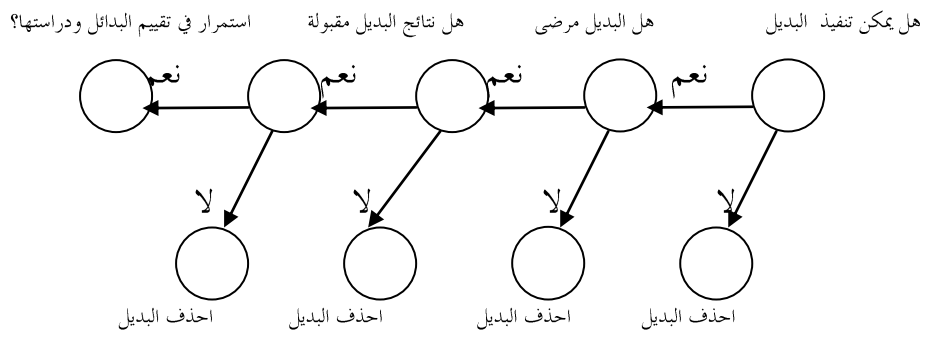 هل يمكن تنفيذ البديل
هل البديل مرضى
هل نتائج البديل مقبولة
استمرار في تقييم البدائل ودراستها؟
نعم
نعم
نعم
نعم
لا
لا
لا
لا
احذف البديل
احذف البديل
احذف البديل
احذف البديل